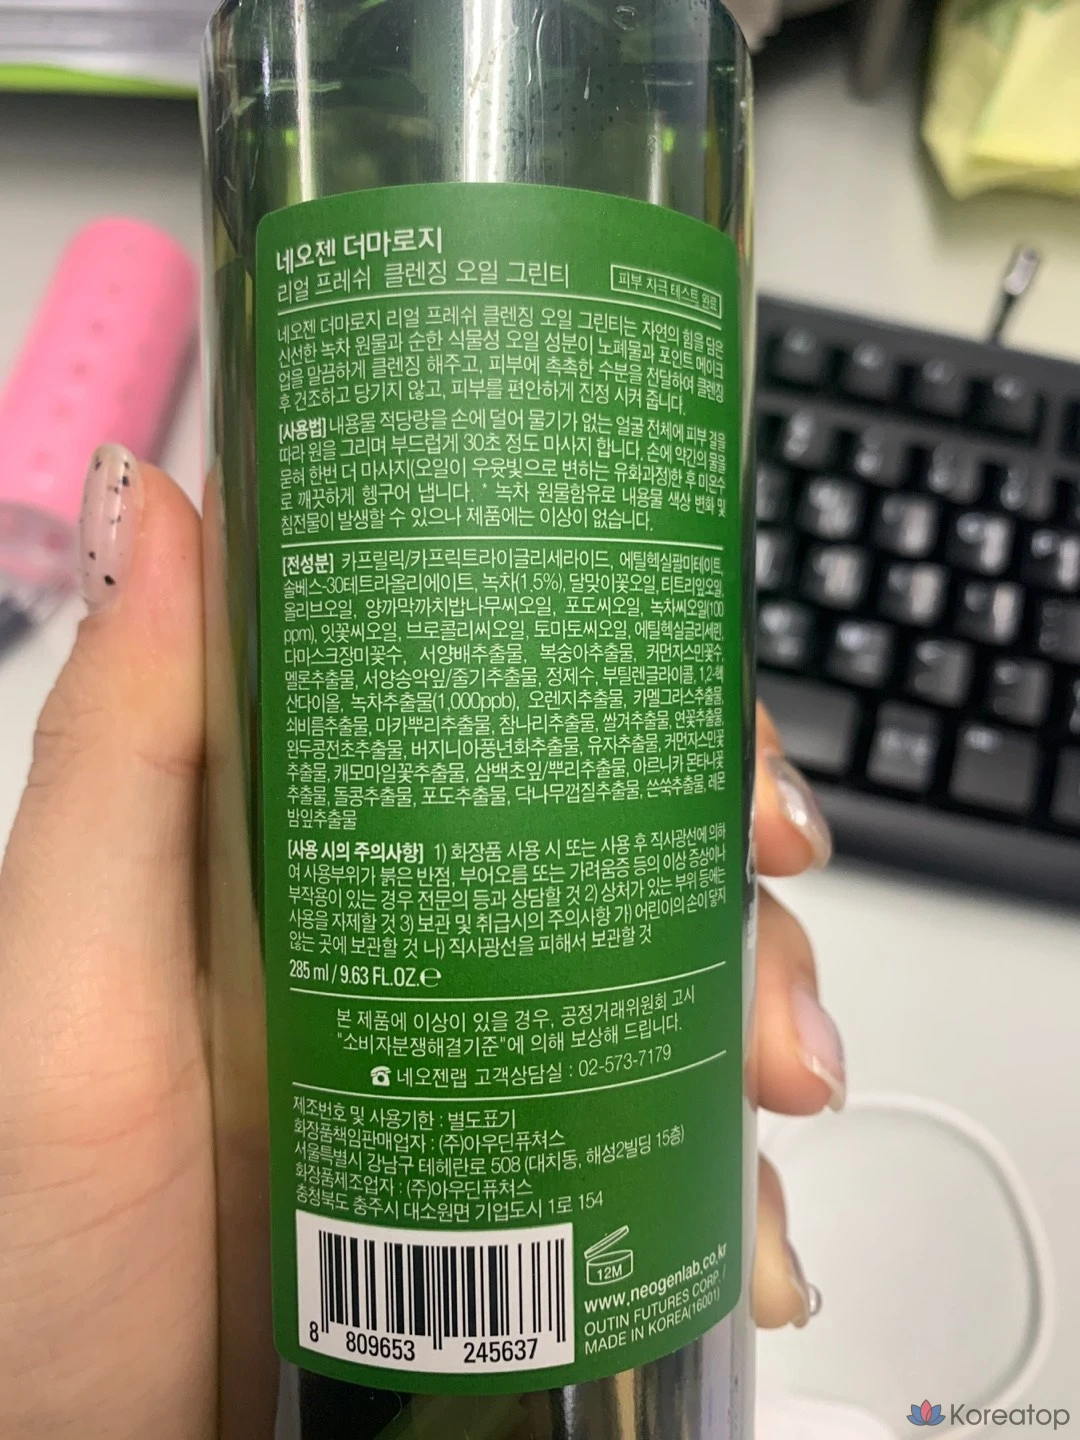 네오젠 더마로지
리얼 프레쉬 클렌징 오일 그린티
피부 자극 테스트 완료
네오젠 더마로지 리얼 프레쉬 클렌징 오일 그린티는 자연의 힘을 담은
신선한 녹차 원물과 순한 식물성 오일 성분이 노폐물과 포인트 메이크
업을 말끔하게 클렌징 해주고, 피부에 촉촉한 수분을 전달하여 클렌징
후 건조하고 당기지 않고, 피부를 편안하게 진정 시켜 줍니다.
[사용법] 내용물 적당량을 손에 덜어 물기가 없는 얼굴 전체에 피부 결을
따라 원을 그리며 부드럽게 30초 정도 마사지 합니다. 손에 약간의 물을
묻혀 한번 더 마사지(오일이 우윳빛으로 변하는 유화과정)한 후 미온수
로 깨끗하게 헹구어 냅니다. * 녹차 원물함유로 내용물 색상 변화 및
침전물이 발생할 수 있으나 제품에는 이상이 없습니다.
[전성분] 카프릴릭/카프릭트라이글리세라이드, 에틸헥실팔미테이트,
솔베스-30테트라올리에이트, 녹차(1.5%), 달맞이꽃오일, 티트리잎오일,
올리브오일, 양까막까치밥나무씨오일, 포도씨오일, 녹차씨오일(100
ppm), 잇꽃씨오일, 브로콜리씨오일, 토마토씨오일, 에틸헥실글리세린,
다마스크장미꽃수, 서양배추출물, 복숭아추출물, 커먼자스민꽃수,
멜론추출물, 서양송악잎/줄기추출물, 정제수, 부틸렌글라이콜, 1,2-헥
산다이올, 녹차추출물(1,000ppb), 오렌지추출물, 카멜그라스추출물,
쇠비름추출물, 마카뿌리추출물, 참나리추출물, 쌀겨추출물, 연꽃추출물,
완두콩전초추출물, 버지니아풍년화추출물, 유자추출물, 커먼자스민꽃
추출물, 캐모마일꽃추출물, 삼백초잎/뿌리추출물, 아르니카 몬타나꽃
추출물, 돌콩추출물, 포도추출물, 닥나무껍질추출물, 쓴쑥추출물, 레몬
밤잎추출물
[사용 시의 주의사항] 1) 화장품 사용 시 또는 사용 후 직사광선에 의하
여 사용부위가 붉은 반점, 부어오름 또는 가려움증 등의 이상 증상이나
부작용이 있는 경우 전문의 등과 상담할 것 2) 상처가 있는 부위 등에는
사용을 자제할 것 3) 보관 및 취급시의 주의사항 가) 어린이의 손이 닿지
않는 곳에 보관할 것 나) 직사광선을 피해서 보관할 것
285 ml / 9.63 FL.OZ.℮
본 제품에 이상이 있을 경우, 공정거래위원회 고시
"소비자분쟁해결기준"에 의해 보상해 드립니다.
☎ 네오젠랩 고객상담실 : 02-573-7179
제조번호 및 사용기한 : 별도표기
화장품책임판매업자 : (주)아우딘퓨쳐스
서울특별시 강남구 테헤란로 508 (대치동, 해성2빌딩 15층)
화장품제조업자 : (주)아우딘퓨쳐스
충청북도 충주시 대소원면 기업도시 1로 154
12M
www.neogenlab.co.kr
OUTIN FUTURES CORP. /
MADE IN KOREA(16001)
8 809653 245637
Koreatop